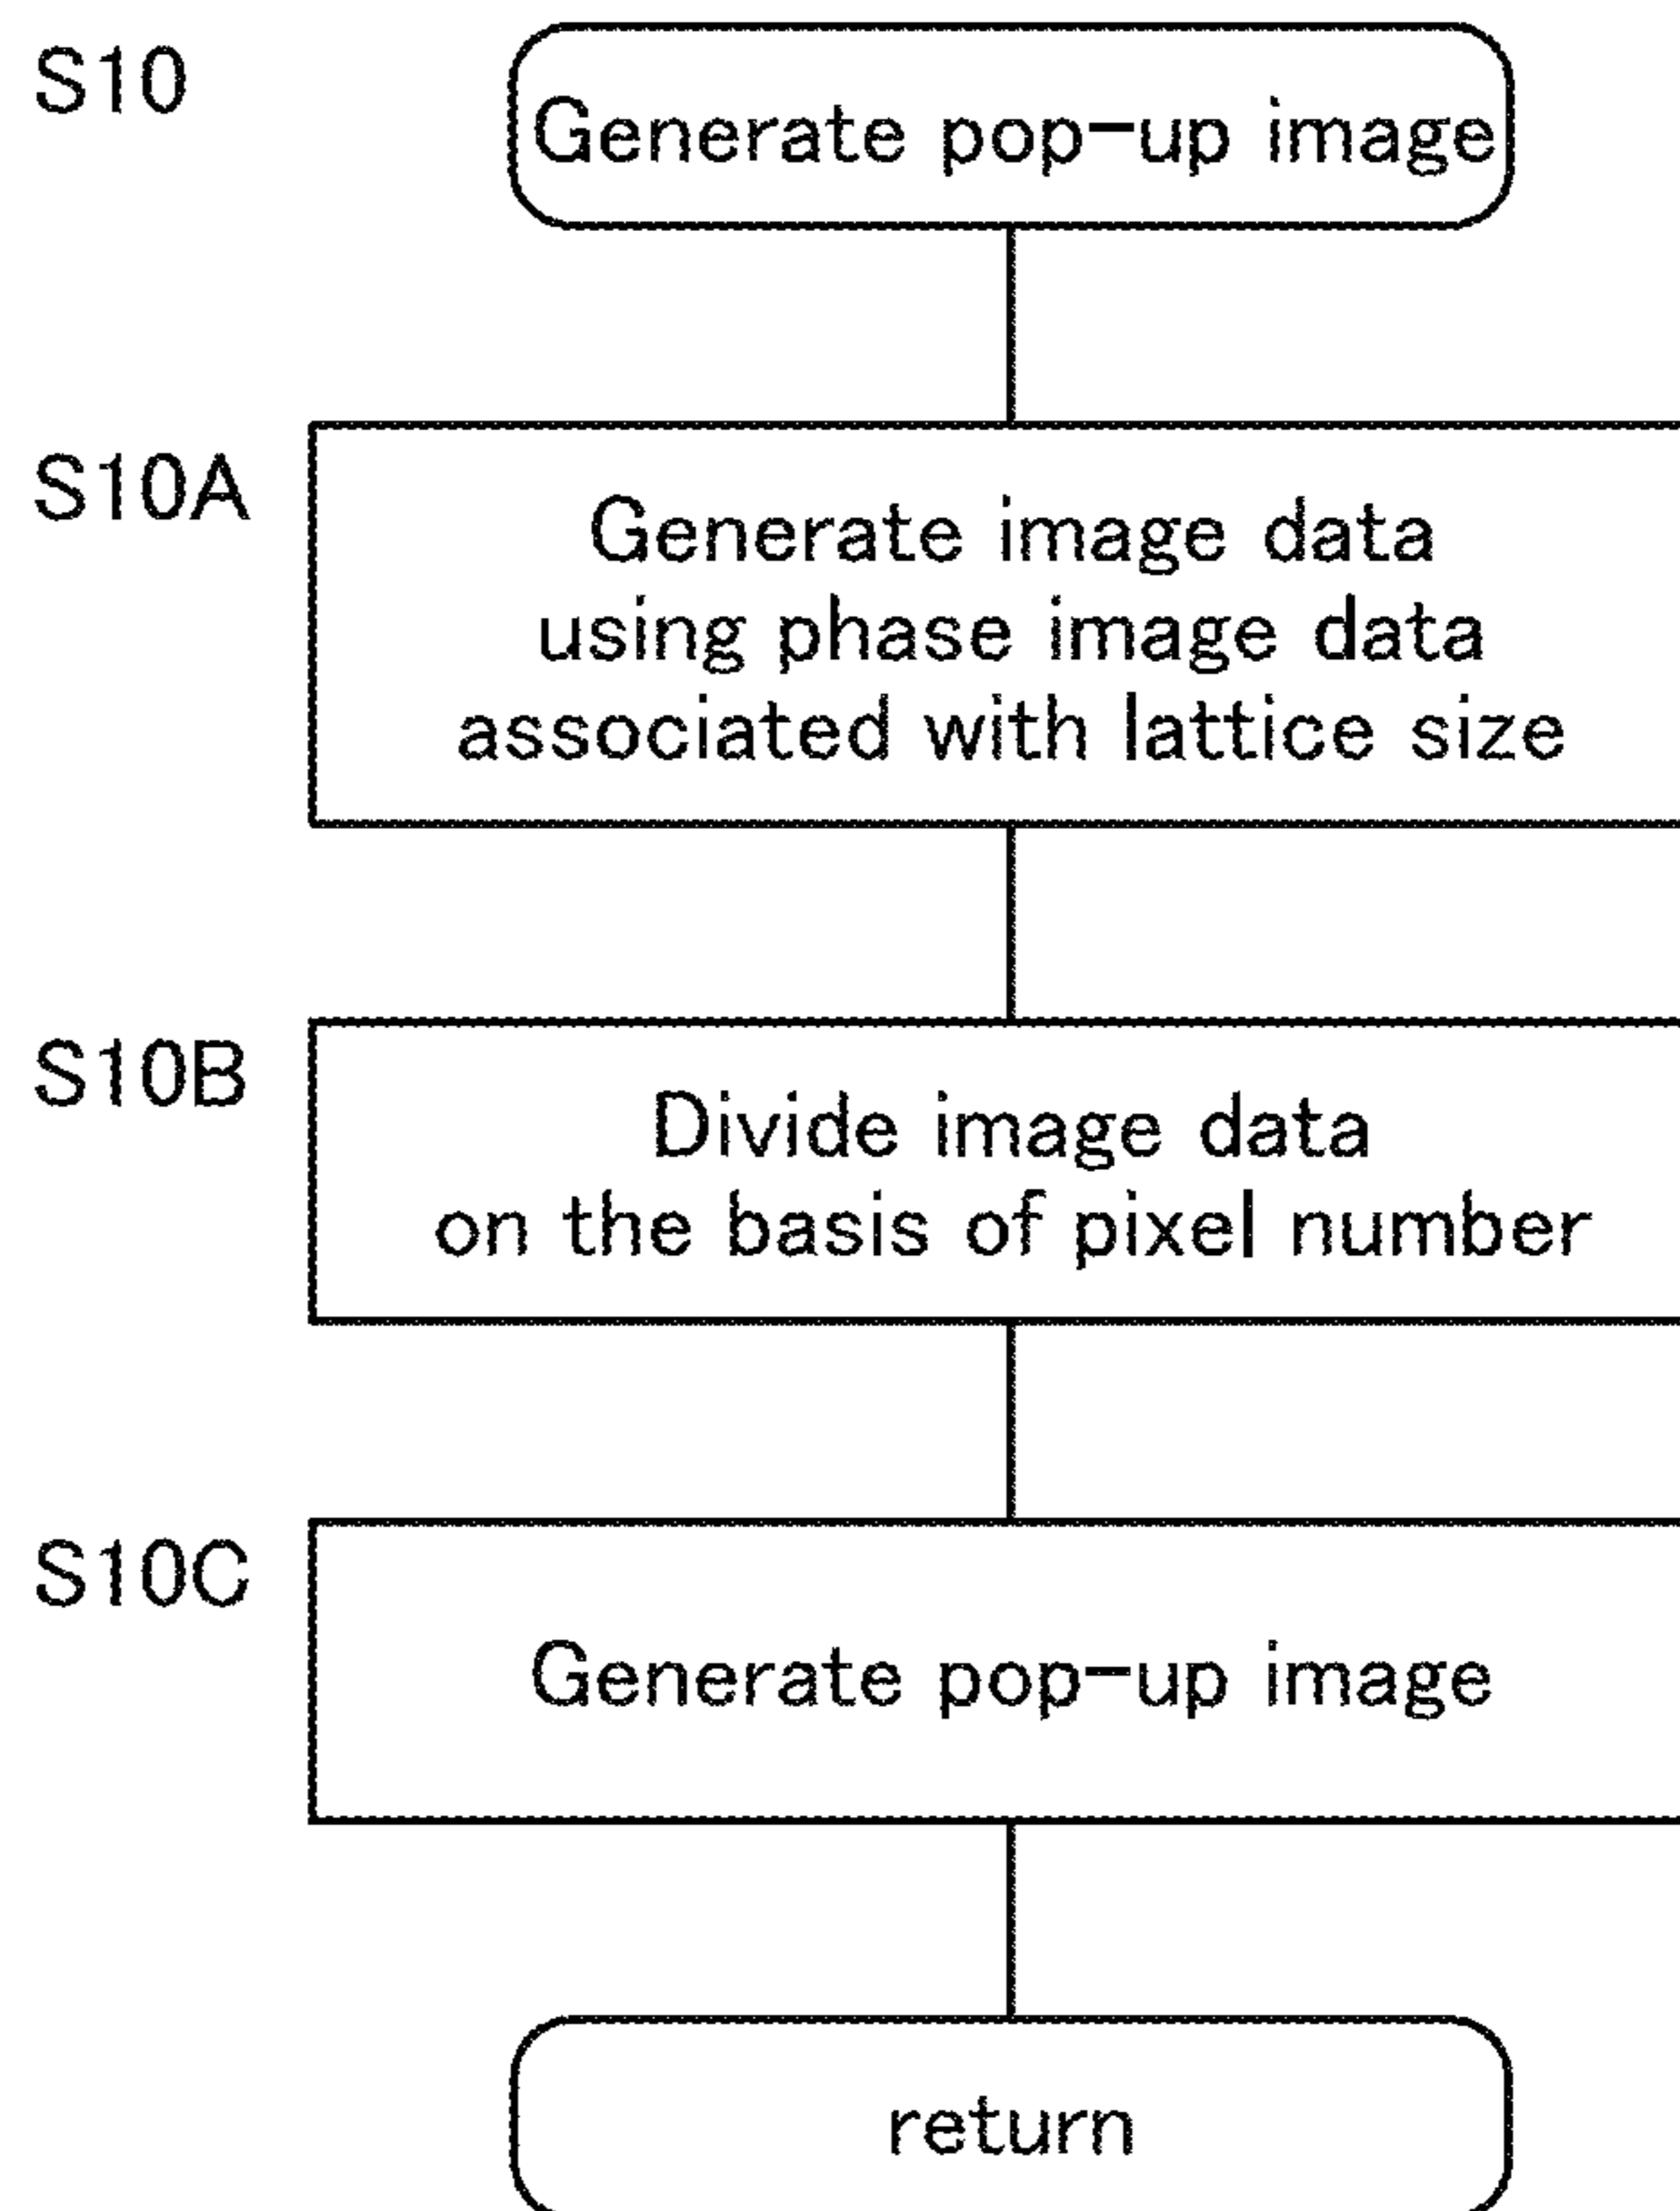 S10
Generate pop-up image
S10A
Generate image data
using phase image data
associated with lattice size
S10B
Divide image data
on the basis of pixel number
S10C
Generate pop-up image
return